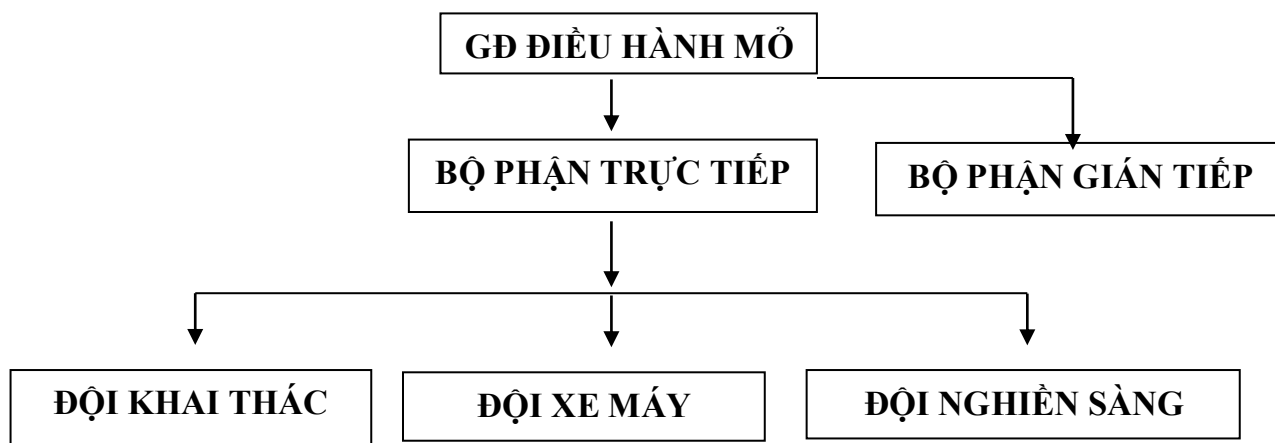 GĐ ĐIỀU HÀNH MỎ
BỘ PHẬN TRỰC TIẾP
BỘ PHẬN GIÁN TIẾP
ĐỘI KHAI THÁC
ĐỘI XE MÁY
ĐỘI NGHIỀN SÀNG